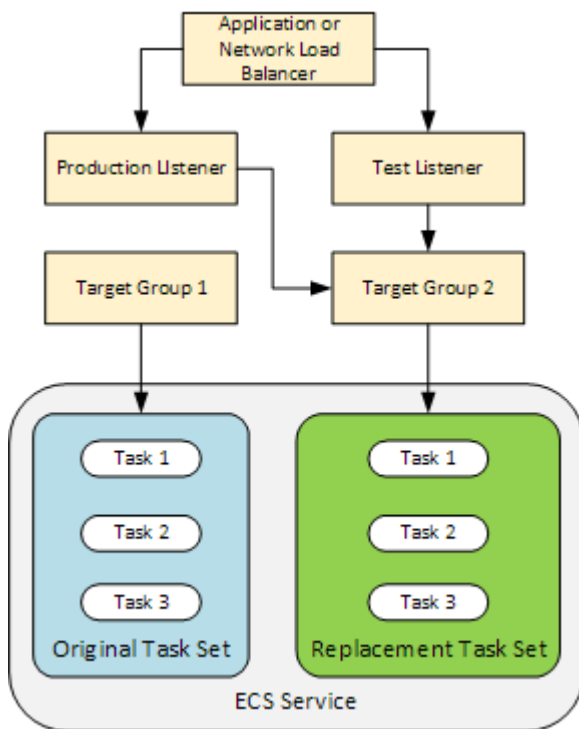 Application or
Network Load
Balancer
Production LIstener
Test Listener
Target Group 1
Target Group 2
Task 1
Task 2
Task 3
Original Task Set
Task 1
Task 2
Task 3
Replacement Task Set
ECS Service